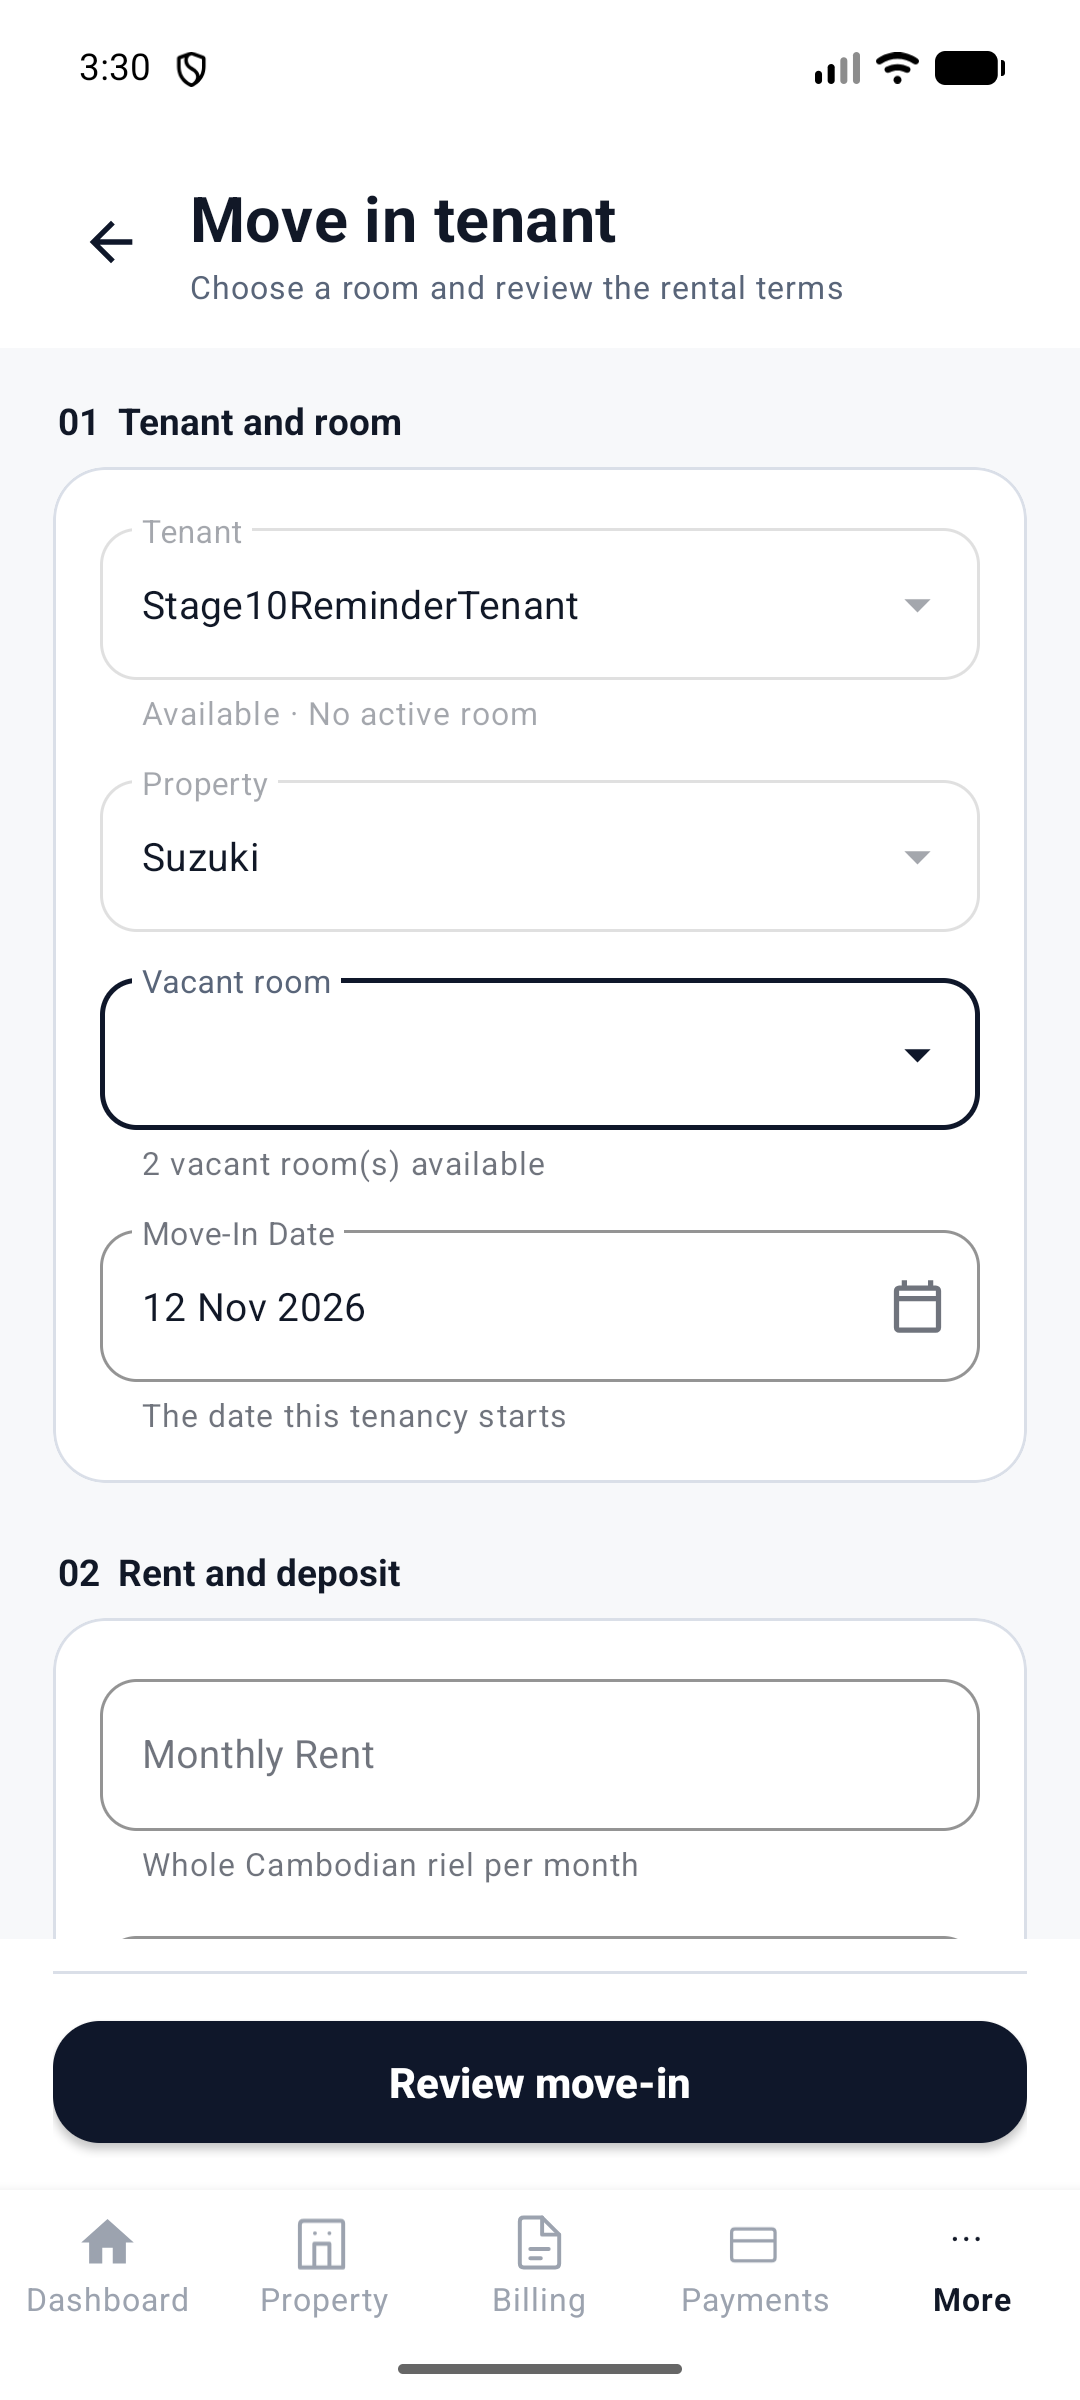 3:30
Move in tenant
Choose a room and review the rental terms
01 Tenant and room
Tenant
Stage10ReminderTenant
Available · No active room
Property
Suzuki
Vacant room
2 vacant room(s) available
Move-In Date
12 Nov 2026
The date this tenancy starts
02 Rent and deposit
Monthly Rent
Whole Cambodian riel per month
Review move-in
Dashboard
Property
Billing
Payments
More